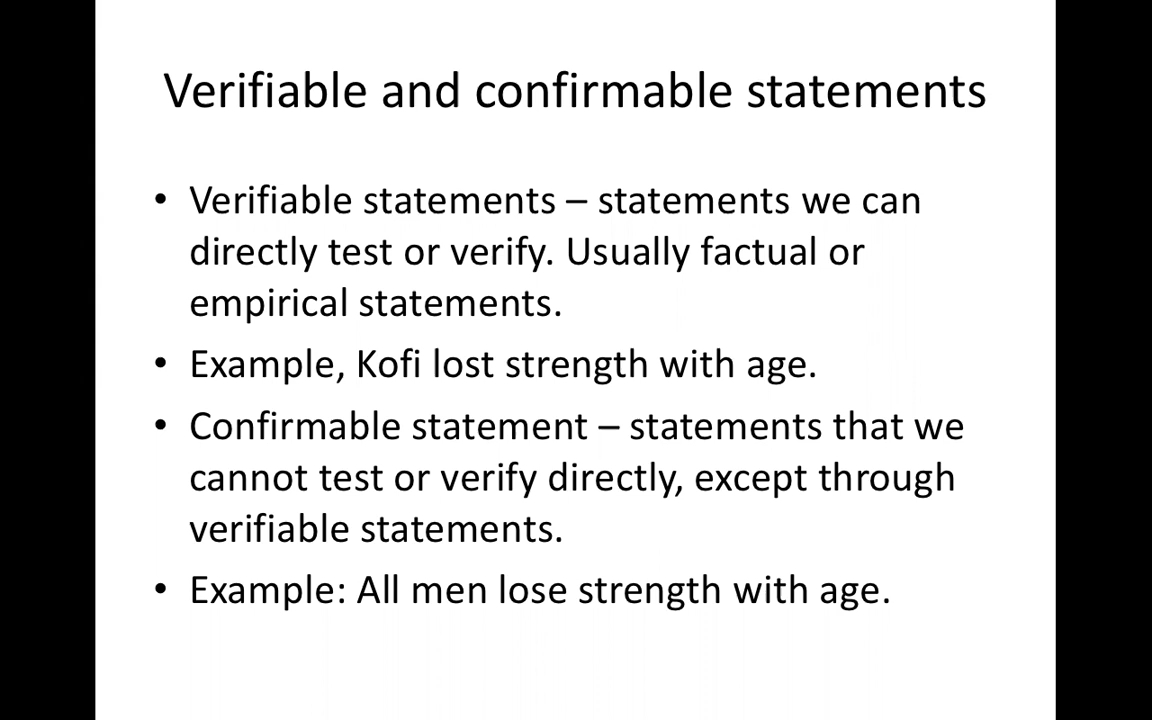 Verifiable and confirmable statements
• Verifiable statements – statements we can
directly test or verify. Usually factual or
empirical statements.
• Example, Kofi lost strength with age.
• Confirmable statement – statements that we
cannot test or verify directly, except through
verifiable statements.
• Example: All men lose strength with age.